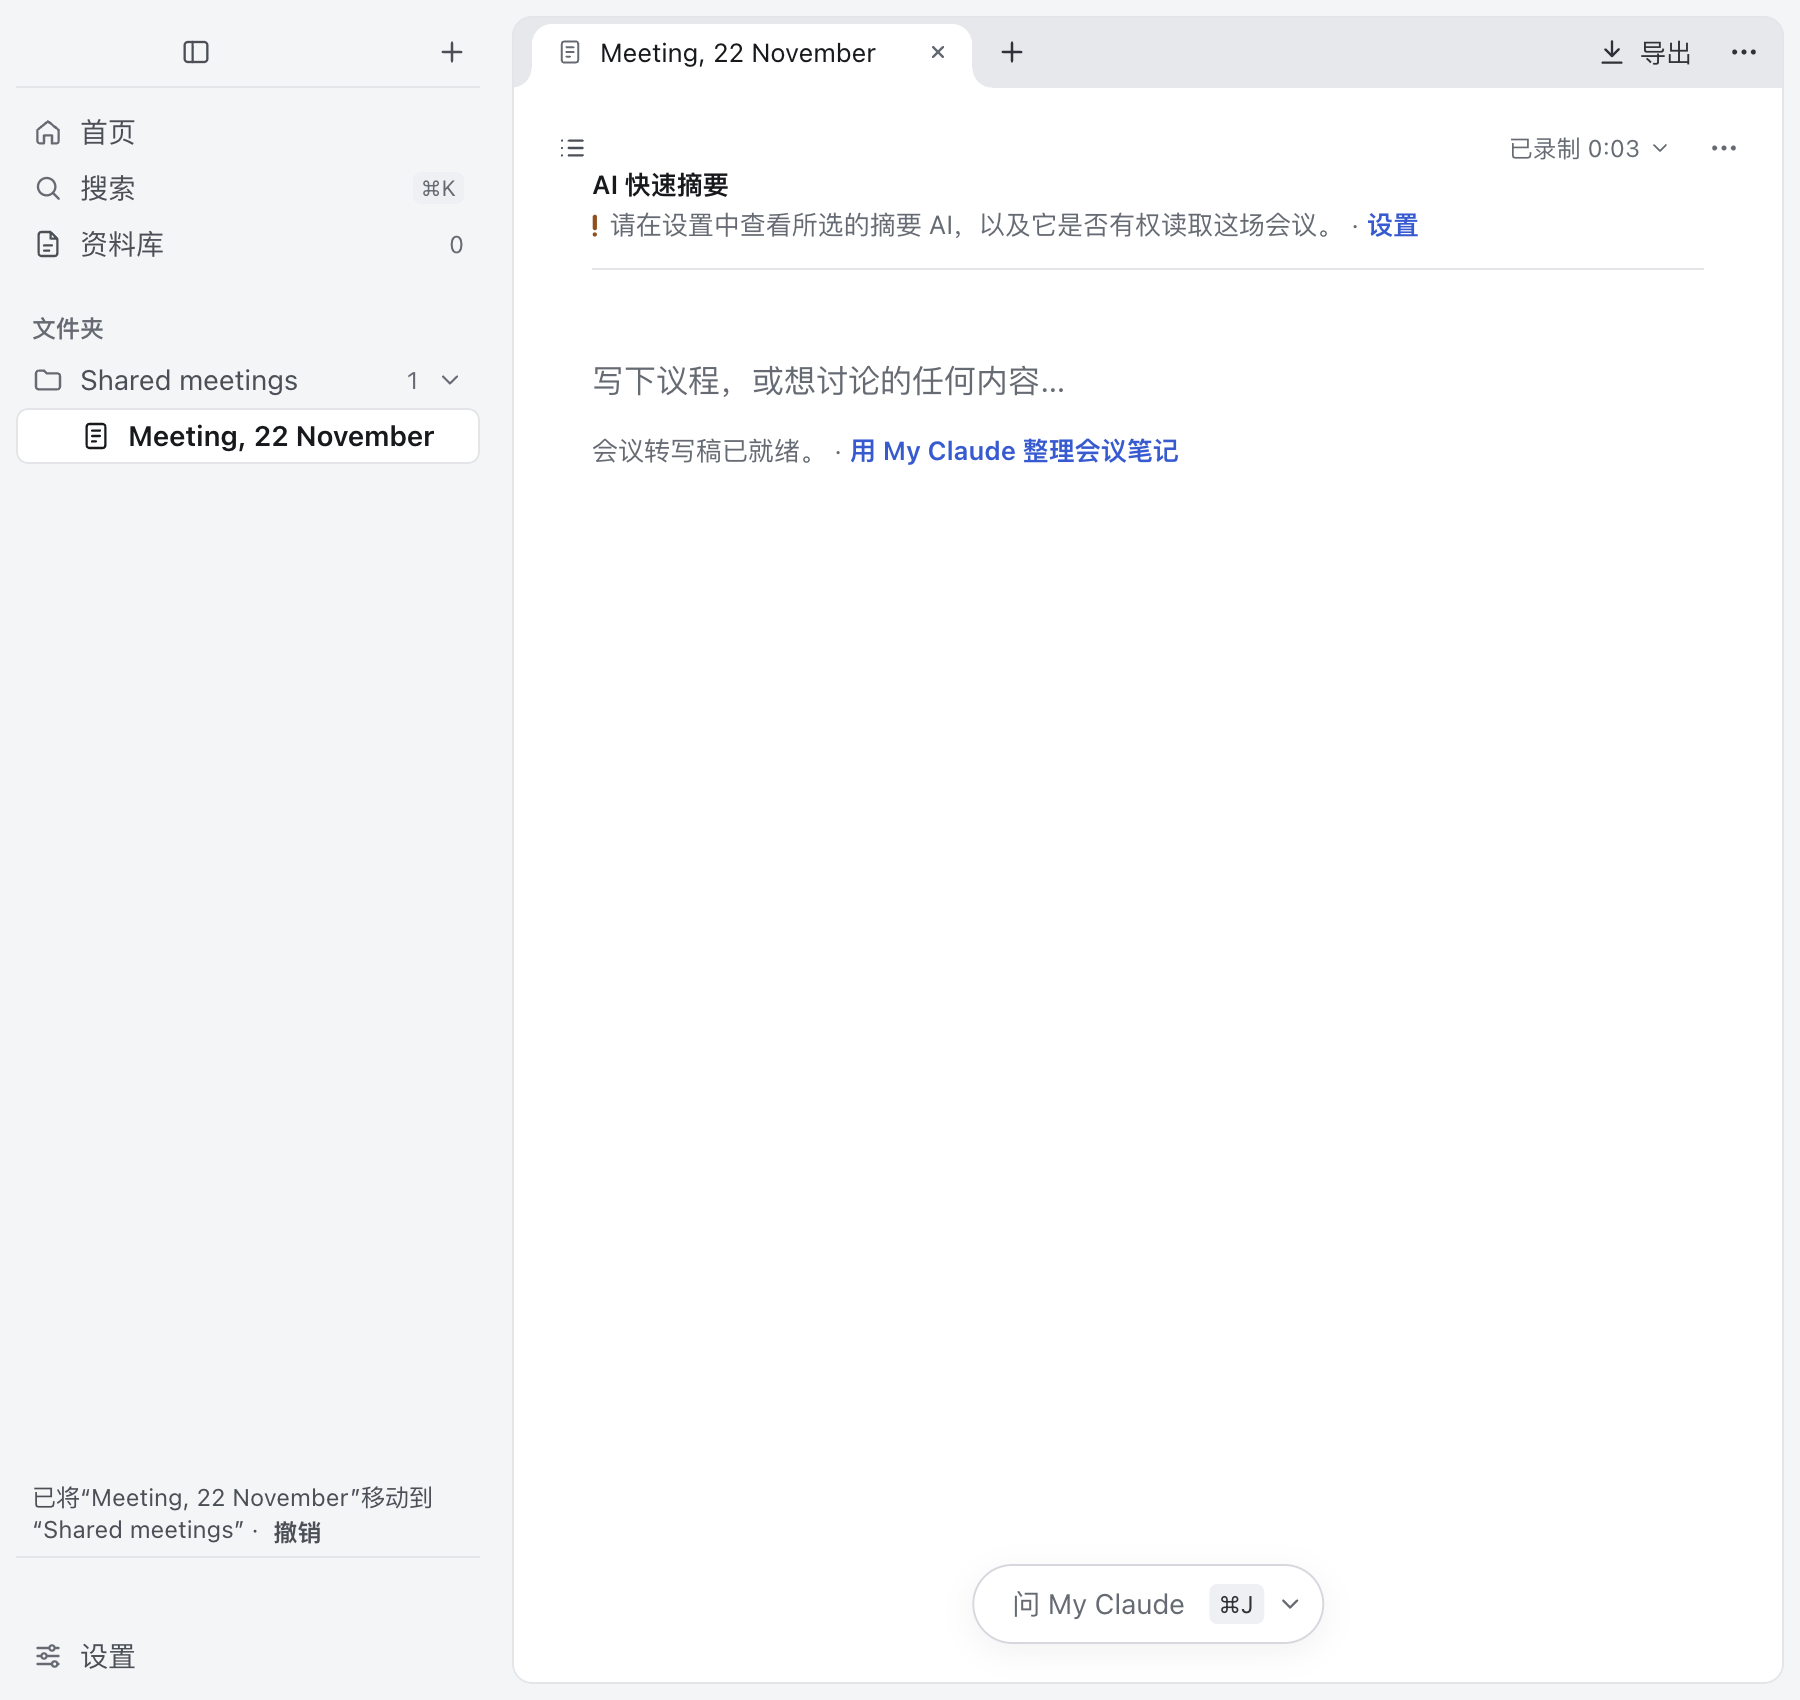 首页
搜索 ⌘K
资料库 0
文件夹
Shared meetings 1
Meeting, 22 November
已将“Meeting, 22 November”移动到
“Shared meetings” · 撤销
设置
Meeting, 22 November
导出
已录制 0:03
AI 快速摘要
! 请在设置中查看所选的摘要 AI，以及它是否有权读取这场会议。 · 设置
写下议程，或想讨论的任何内容...
会议转写稿已就绪。 · 用 My Claude 整理会议笔记
问 My Claude ⌘J